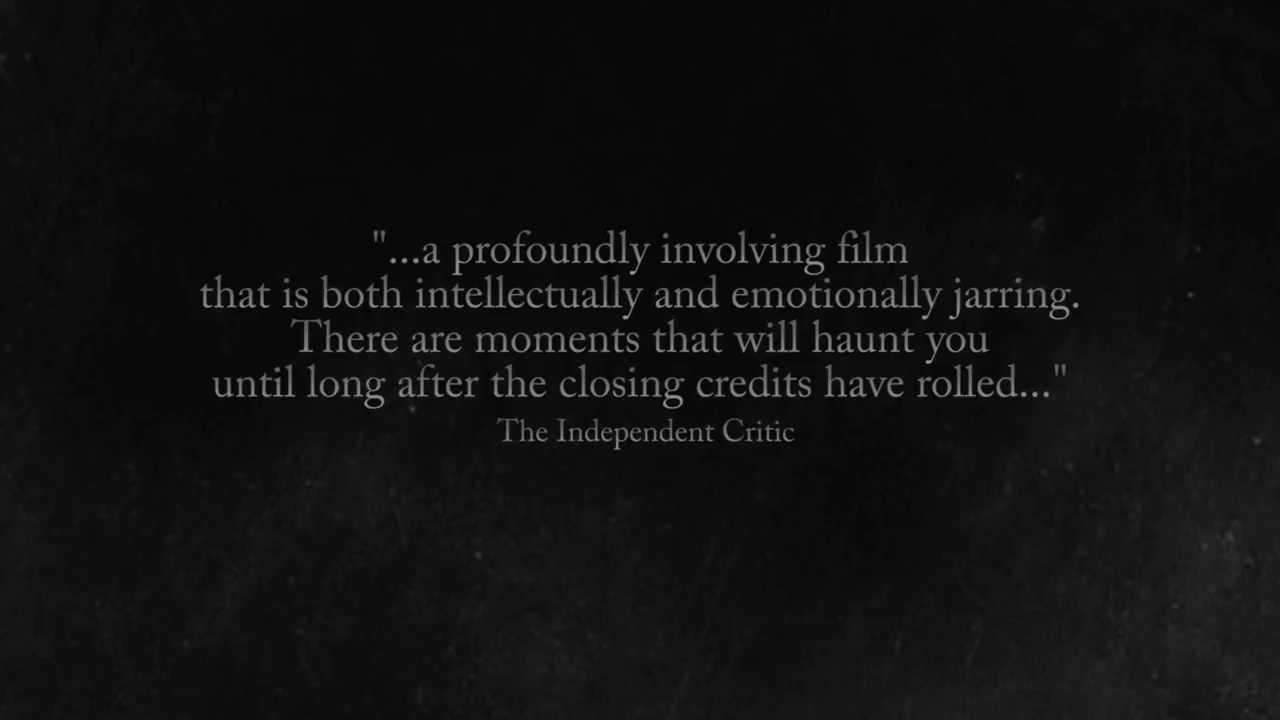 "...a profoundly involving film
that is both intellectually and emotionally jarring.
There are moments that will haunt you
until long after the closing credits have rolled..."
The Independent Critic